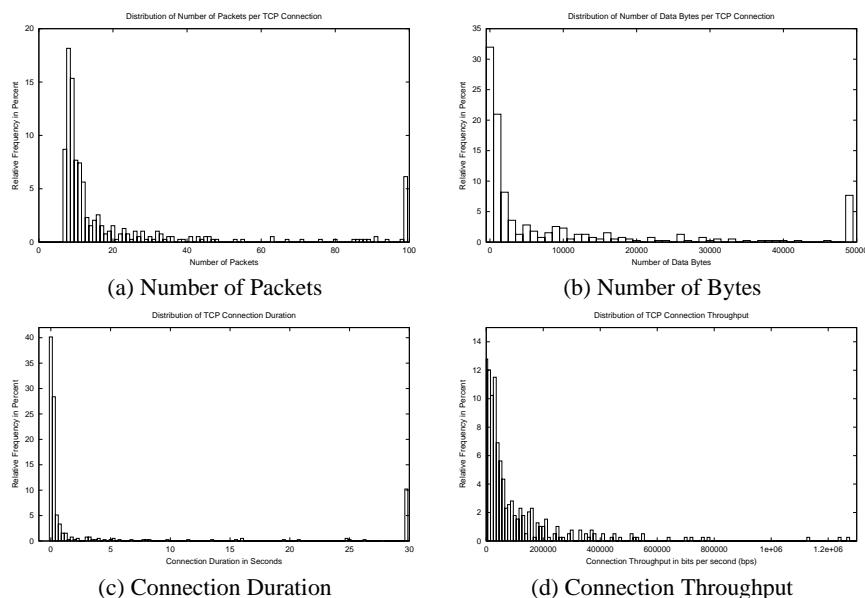 Distribution of Number of Packets per TCP Connection
Relative Frequency in Percent
20
15
10
5
0
0 20 40 60 80 100
Number of Packets
(a) Number of Packets
Distribution of Number of Data Bytes per TCP Connection
Relative Frequency in Percent
35
30
25
20
15
10
5
0
0 10000 20000 30000 40000 50000
Number of Data Bytes
(b) Number of Bytes
Distribution of TCP Connection Duration
Relative Frequency in Percent
40
35
30
25
20
15
10
5
0
0 5 10 15 20 25 30
Connection Duration in Seconds
(c) Connection Duration
Distribution of TCP Connection Throughput
Relative Frequency in Percent
14
12
10
8
6
4
2
0
0 200000 400000 600000 800000 1e+06 1.2e+06
Connection Throughput in bits per second (bps)
(d) Connection Throughput